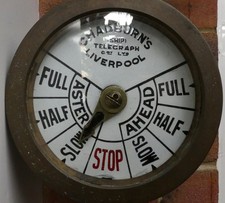 CHADBURN'S
(SHIP)
TELEGRAPH
Co LTD
LIVERPOOL
FULL
HALF
SLOW
ASTERN
STOP
AHEAD
SLOW
HALF
FULL